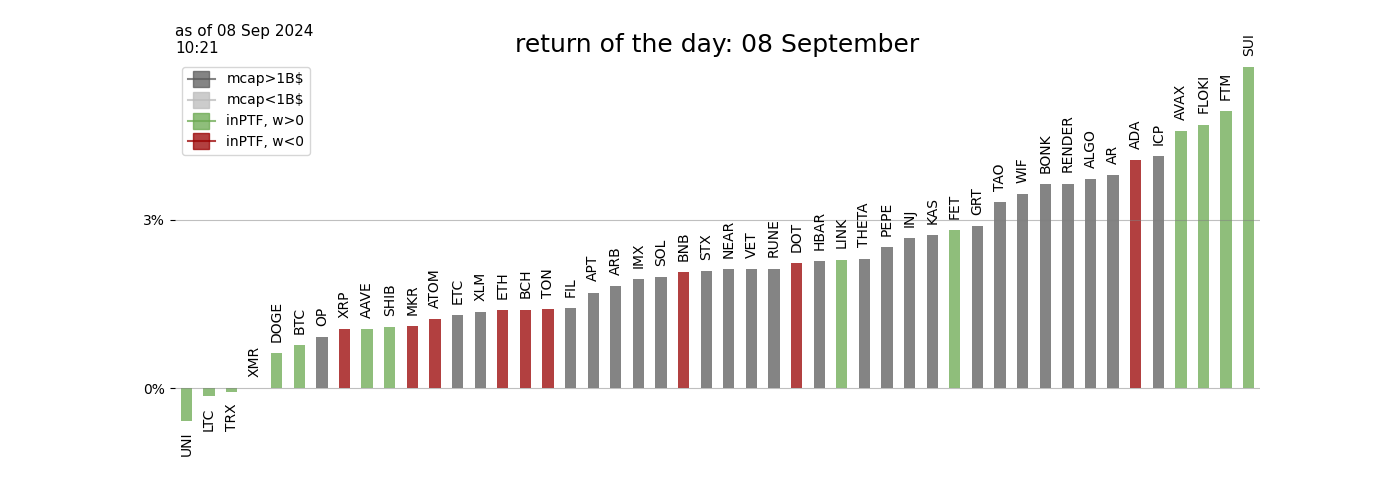 as of 08 Sep 2024
10:21
return of the day: 08 September
mcap>1B$
mcap<1B$
inPTF, w>0
inPTF, w<0
3%
0%
UNI
LTC
TRX
XMR
DOGE
BTC
OP
XRP
AAVE
SHIB
MKR
ATOM
ETC
XLM
ETH
BCH
TON
FIL
APT
ARB
IMX
SOL
BNB
STX
NEAR
VET
RUNE
DOT
HBAR
LINK
THETA
PEPE
INJ
KAS
FET
GRT
TAO
WIF
BONK
RENDER
ALGO
AR
ADA
ICP
AVAX
FLOKI
FTM
SUI